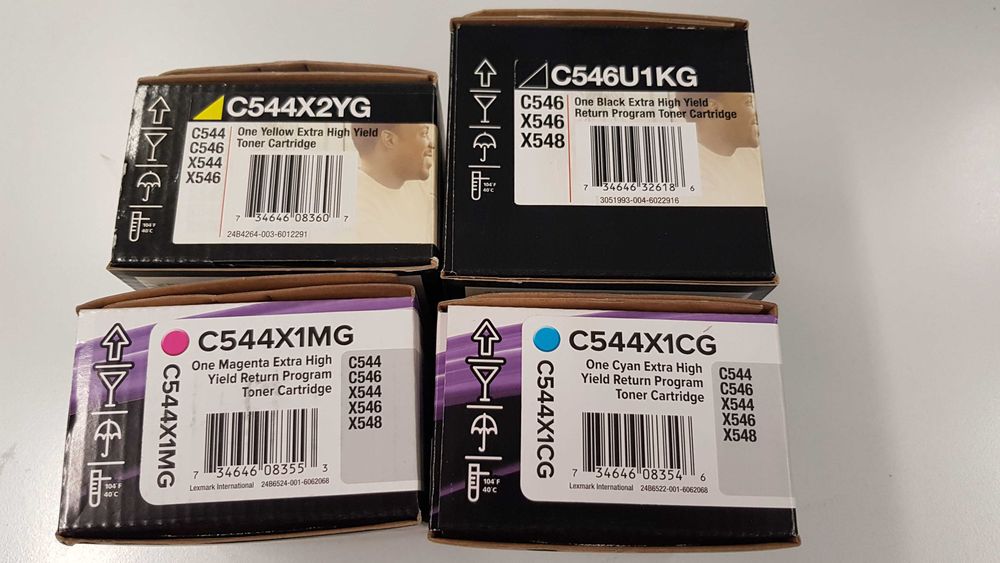 C544X2YG
C544
C546
X544
X546
One Yellow Extra High Yield
Toner Cartridge
7 34646 08360 7
24B4264-003-6012291
104°F
40°C
C546U1KG
C546
X546
X548
One Black Extra High Yield
Return Program Toner Cartridge
7 34646 32618 6
3051993-004-6022916
104°F
40°C
C544X1MG
C544X1MG
One Magenta Extra High
Yield Return Program
Toner Cartridge
C544
C546
X544
X546
X548
7 34646 08355 3
Lexmark International 24B6524-001-6062068
104°F
40°C
C544X1CG
C544X1CG
One Cyan Extra High
Yield Return Program
Toner Cartridge
C544
C546
X544
X546
X548
7 34646 08354 6
Lexmark International 24B6522-001-6062068
104°F
40°C